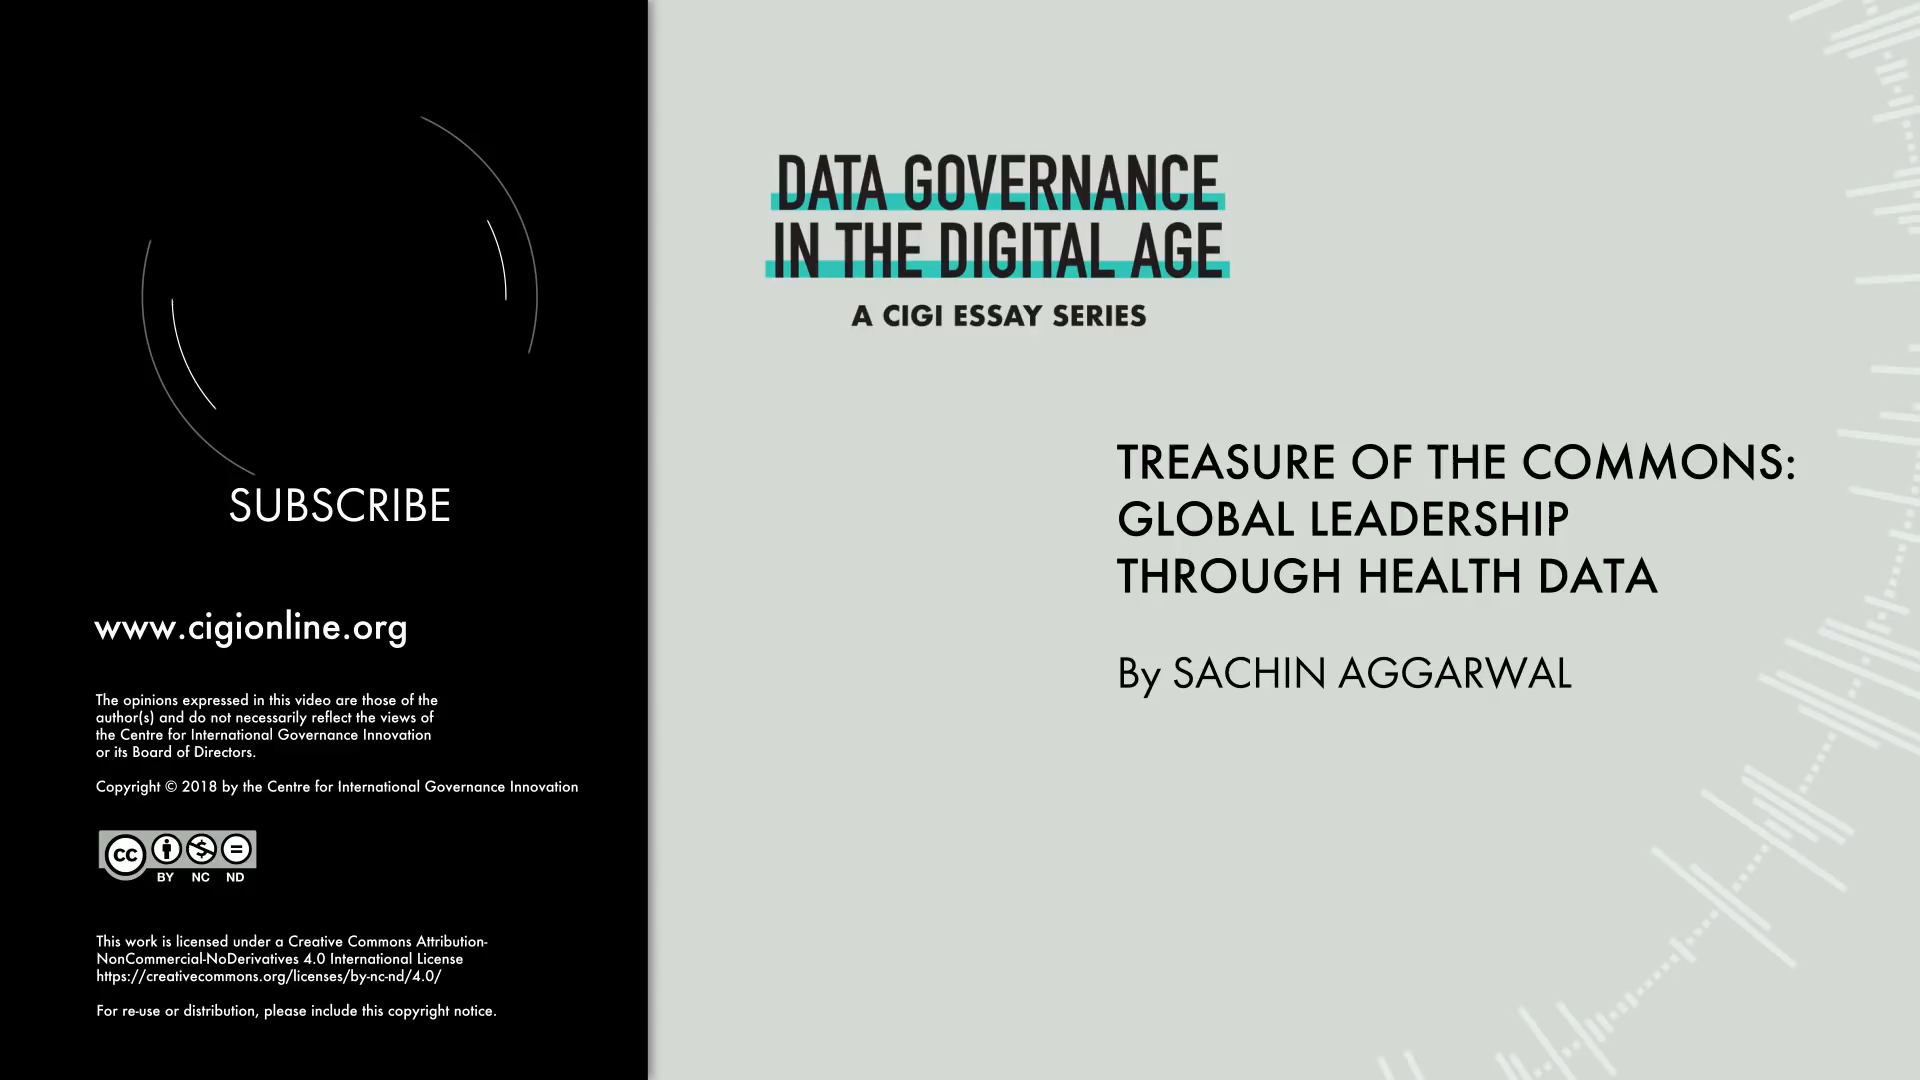 SUBSCRIBE
www.cigionline.org
The opinions expressed in this video are those of the
author(s) and do not necessarily reflect the views of
the Centre for International Governance Innovation
or its Board of Directors.
Copyright © 2018 by the Centre for International Governance Innovation
cc
BY NC ND
This work is licensed under a Creative Commons Attribution-
NonCommercial-NoDerivatives 4.0 International License
https://creativecommons.org/licenses/by-nc-nd/4.0/
For re-use or distribution, please include this copyright notice.
DATA GOVERNANCE
IN THE DIGITAL AGE
A CIGI ESSAY SERIES
TREASURE OF THE COMMONS:
GLOBAL LEADERSHIP
THROUGH HEALTH DATA
By SACHIN AGGARWAL